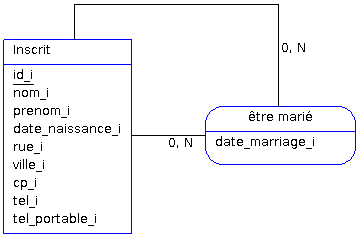 Inscrit
id_i
nom_i
prenom_i
date_naissance_i
rue_i
ville_i
cp_i
tel_i
tel_portable_i
0, N
0, N
être marié
date_marriage_i